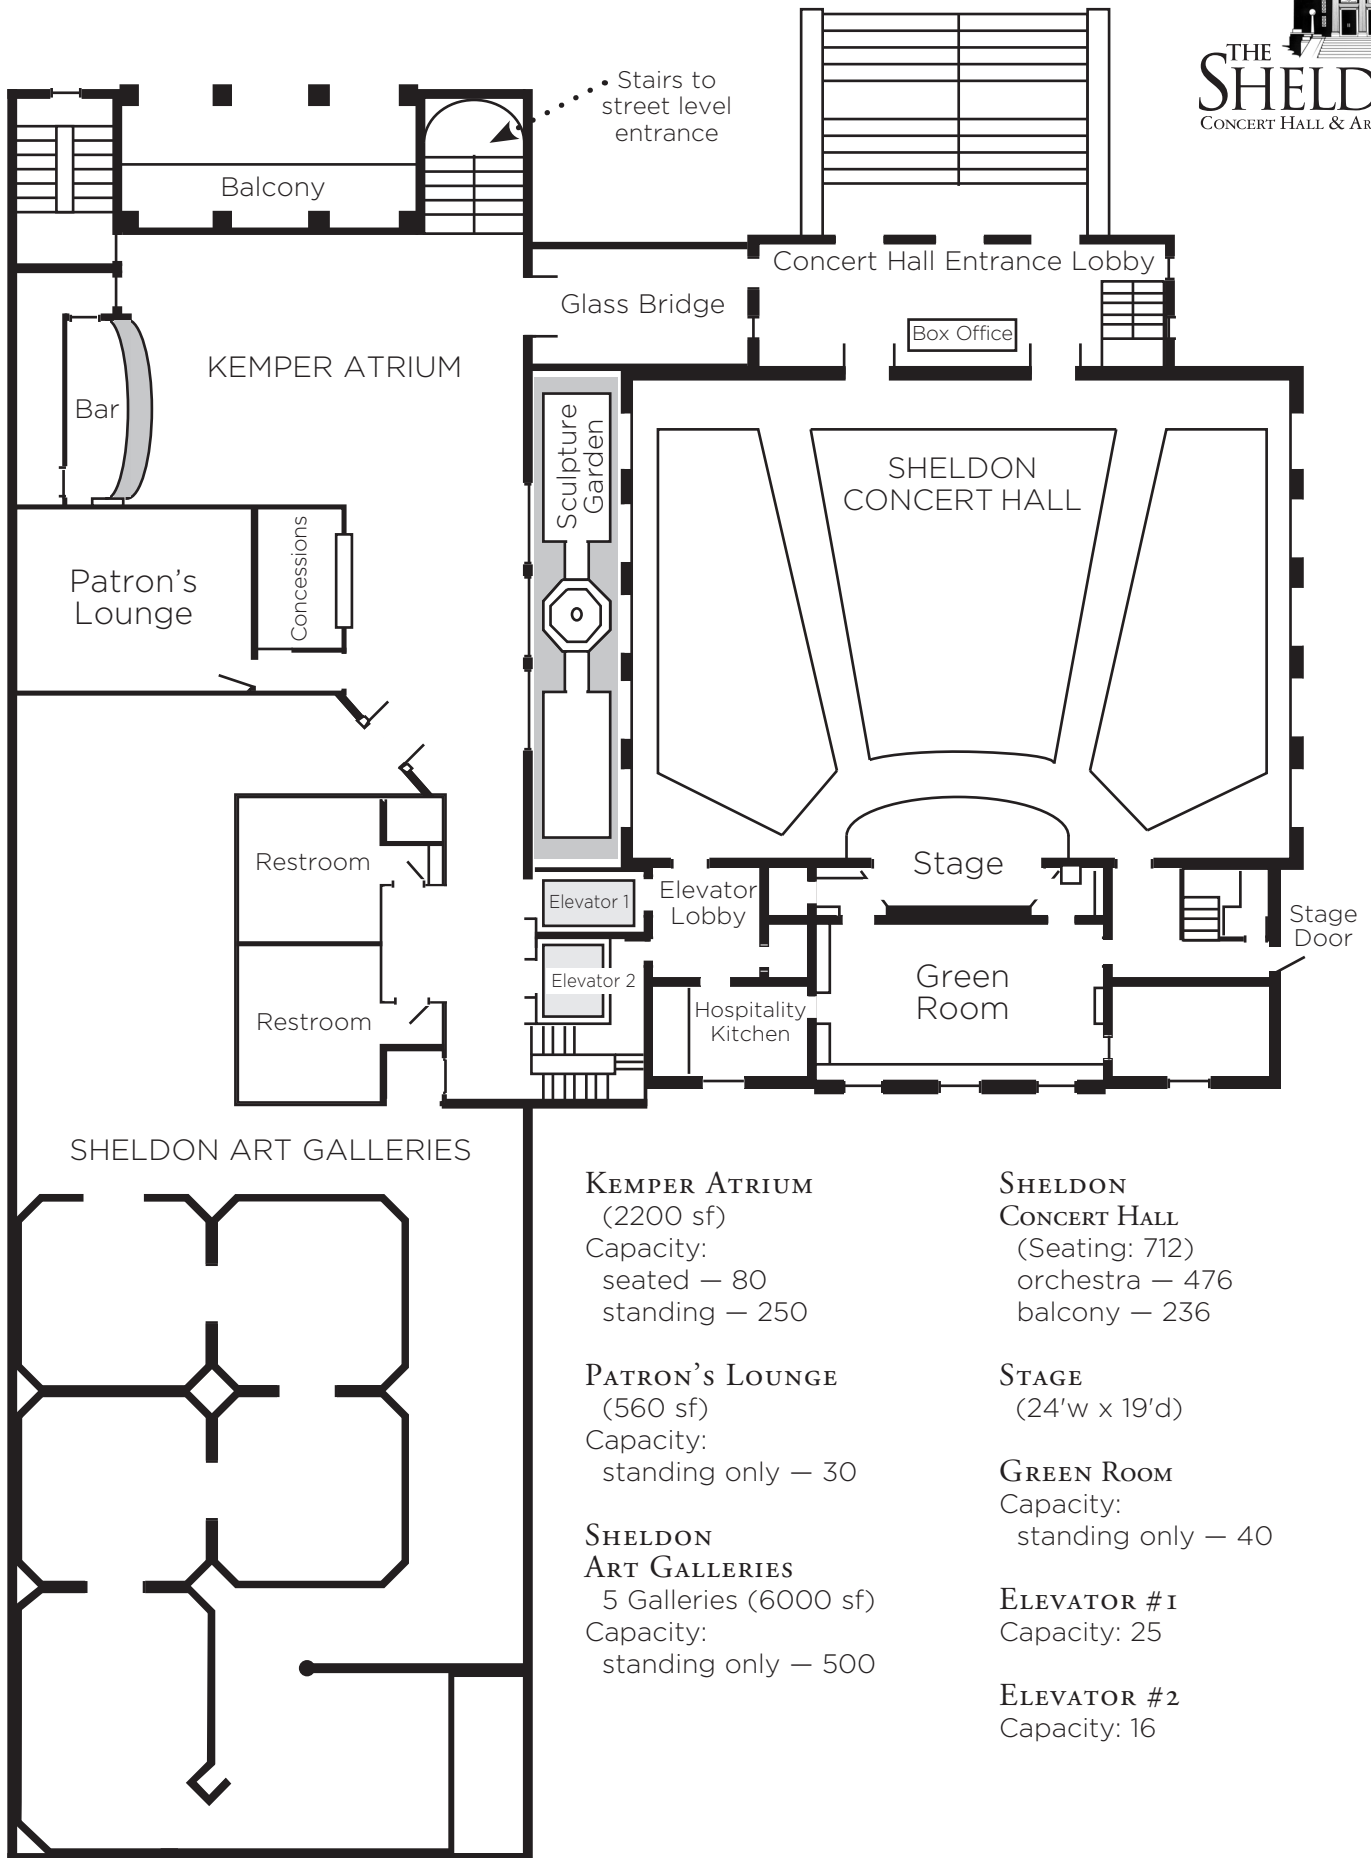 THE
SHELD
CONCERT HALL & AR
Stairs to
street level
entrance
Balcony
Concert Hall Entrance Lobby
Glass Bridge
Box Office
KEMPER ATRIUM
Bar
Sculpture
Garden
SHELDON
CONCERT HALL
Concessions
Patron's
Lounge
Restroom
Stage
Elevator 1
Elevator
Lobby
Stage
Door
Elevator 2
Green
Room
Hospitality
Kitchen
Restroom
SHELDON ART GALLERIES
KEMPER ATRIUM
(2200 sf)
Capacity:
seated — 80
standing — 250
PATRON'S LOUNGE
(560 sf)
Capacity:
standing only — 30
SHELDON
ART GALLERIES
5 Galleries (6000 sf)
Capacity:
standing only — 500
SHELDON
CONCERT HALL
(Seating: 712)
orchestra — 476
balcony — 236
STAGE
(24'w x 19'd)
GREEN ROOM
Capacity:
standing only — 40
ELEVATOR #1
Capacity: 25
ELEVATOR #2
Capacity: 16